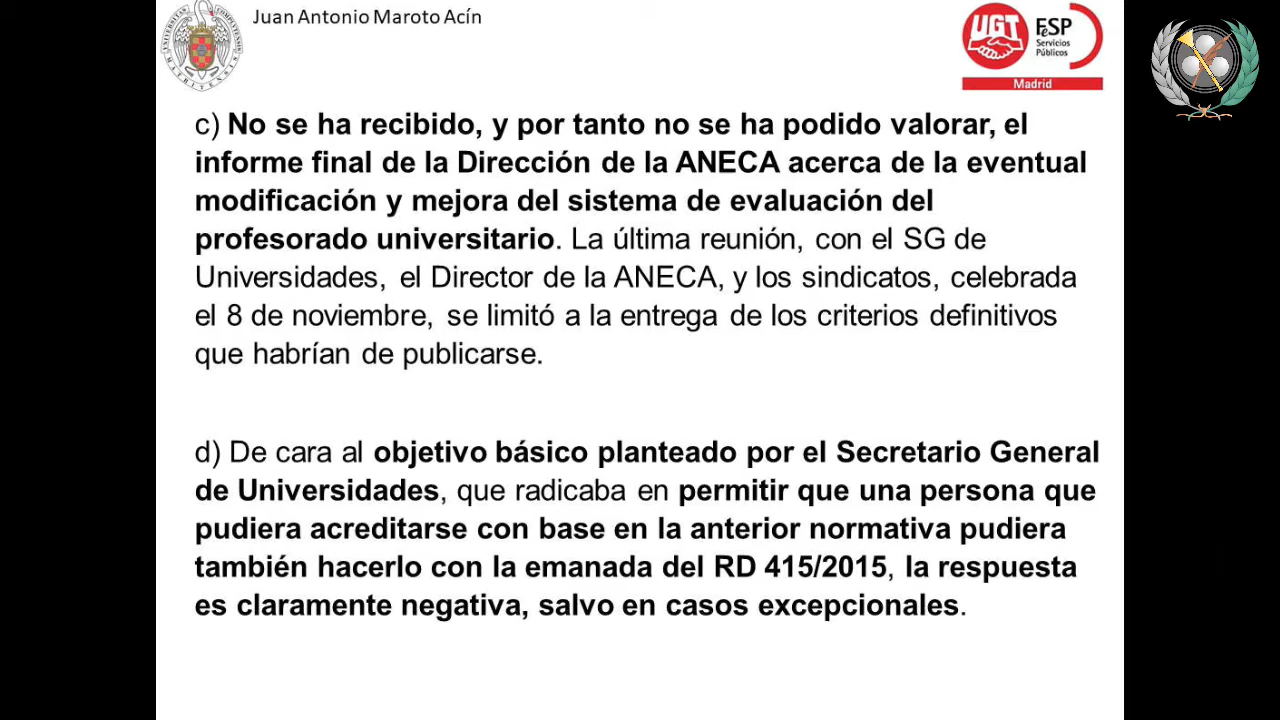 Juan Antonio Maroto Acín
UGT
FeSP
Servicios
Públicos
Madrid
c) No se ha recibido, y por tanto no se ha podido valorar, el
informe final de la Dirección de la ANECA acerca de la eventual
modificación y mejora del sistema de evaluación del
profesorado universitario. La última reunión, con el SG de
Universidades, el Director de la ANECA, y los sindicatos, celebrada
el 8 de noviembre, se limitó a la entrega de los criterios definitivos
que habrían de publicarse.
d) De cara al objetivo básico planteado por el Secretario General
de Universidades, que radicaba en permitir que una persona que
pudiera acreditarse con base en la anterior normativa pudiera
también hacerlo con la emanada del RD 415/2015, la respuesta
es claramente negativa, salvo en casos excepcionales.